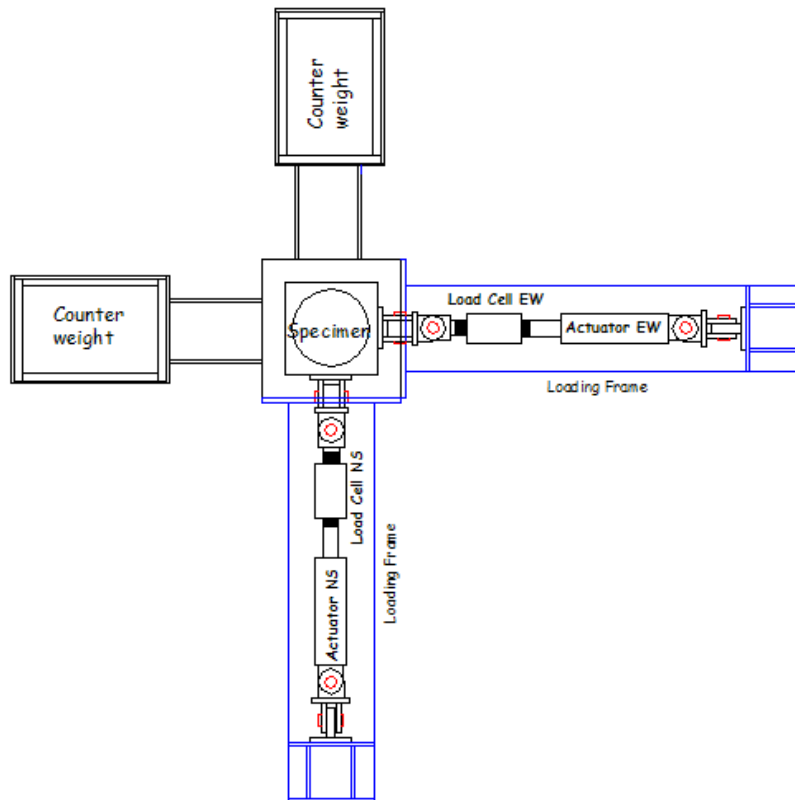 Counter
weight
Counter
weight
Load Cell EW
Specimen
Actuator EW
Loading Frame
Load Cell NS
Loading Frame
Actuator NS